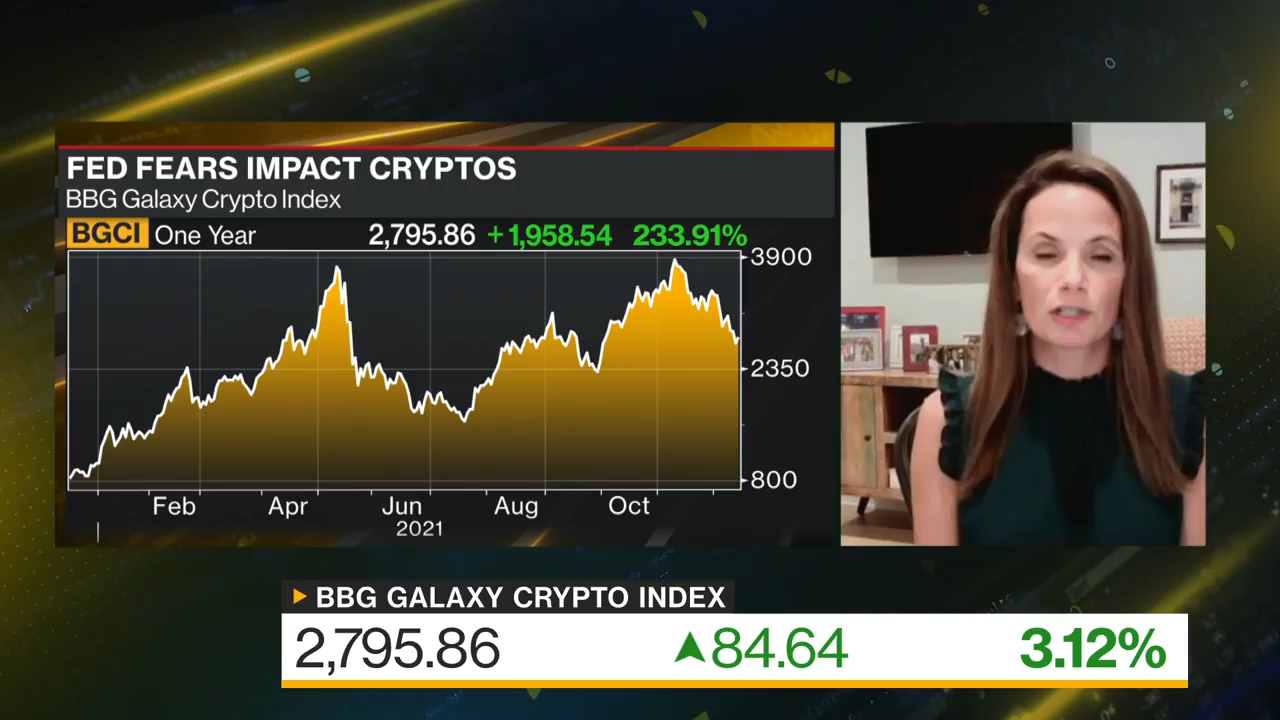 FED FEARS IMPACT CRYPTOS
BBG Galaxy Crypto Index
BGCI One Year 2,795.86 +1,958.54 233.91%
3900
2350
800
Feb Apr Jun Aug Oct
2021
BBG GALAXY CRYPTO INDEX
2,795.86 84.64 3.12%